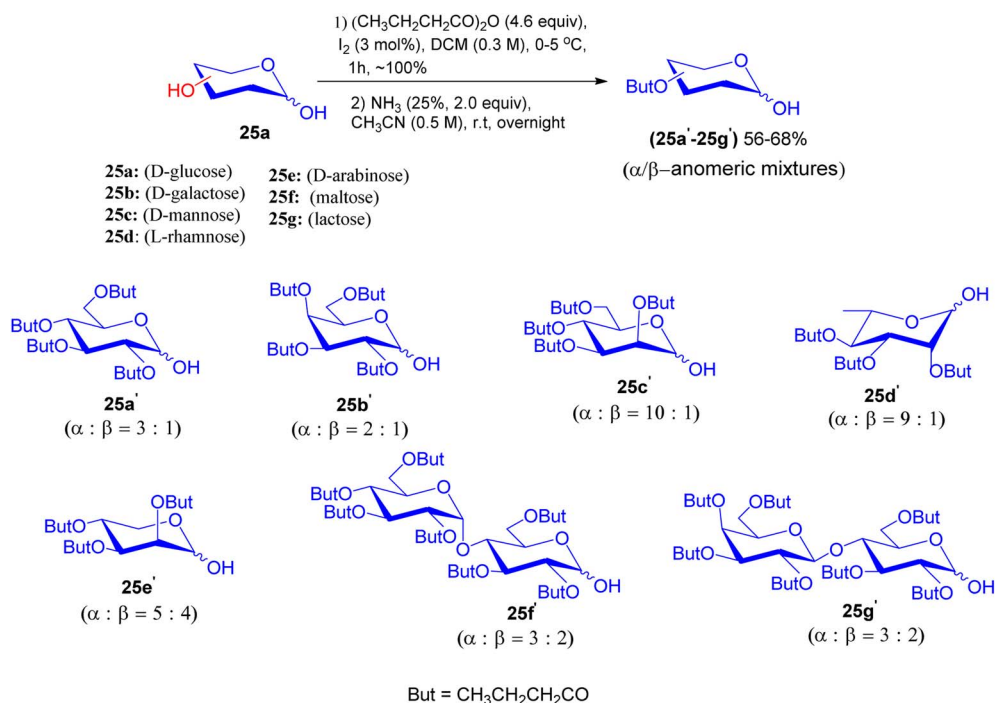 1) (CH₃CH₂CH₂CO)₂O (4.6 equiv),
I₂ (3 mol%), DCM (0.3 M), 0-5 °C,
1h, ~100%
2) NH₃ (25%, 2.0 equiv),
CH₃CN (0.5 M), r.t, overnight
HO
O
OH
25a
ButO
O
OH
(25a'-25g') 56-68%
(α/β–anomeric mixtures)
25a: (D-glucose)
25b: (D-galactose)
25c: (D-mannose)
25d: (L-rhamnose)
25e: (D-arabinose)
25f: (maltose)
25g: (lactose)
OBut
ButO
O
ButO
ButO
OH
25a'
(α : β = 3 : 1)
ButO
OBut
O
ButO
ButO
OH
25b'
(α : β = 2 : 1)
ButO
OBut
ButO
O
ButO
OH
25c'
(α : β = 10 : 1)
OH
O
ButO
ButO
OBut
25d'
(α : β = 9 : 1)
OBut
ButO
O
ButO
OH
25e'
(α : β = 5 : 4)
OBut
ButO
O
ButO
ButO
O
OBut
O
ButO
ButO
OH
25f'
(α : β = 3 : 2)
ButO
OBut
O
ButO
ButO
O
OBut
O
ButO
ButO
OH
25g'
(α : β = 3 : 2)
But = CH₃CH₂CH₂CO